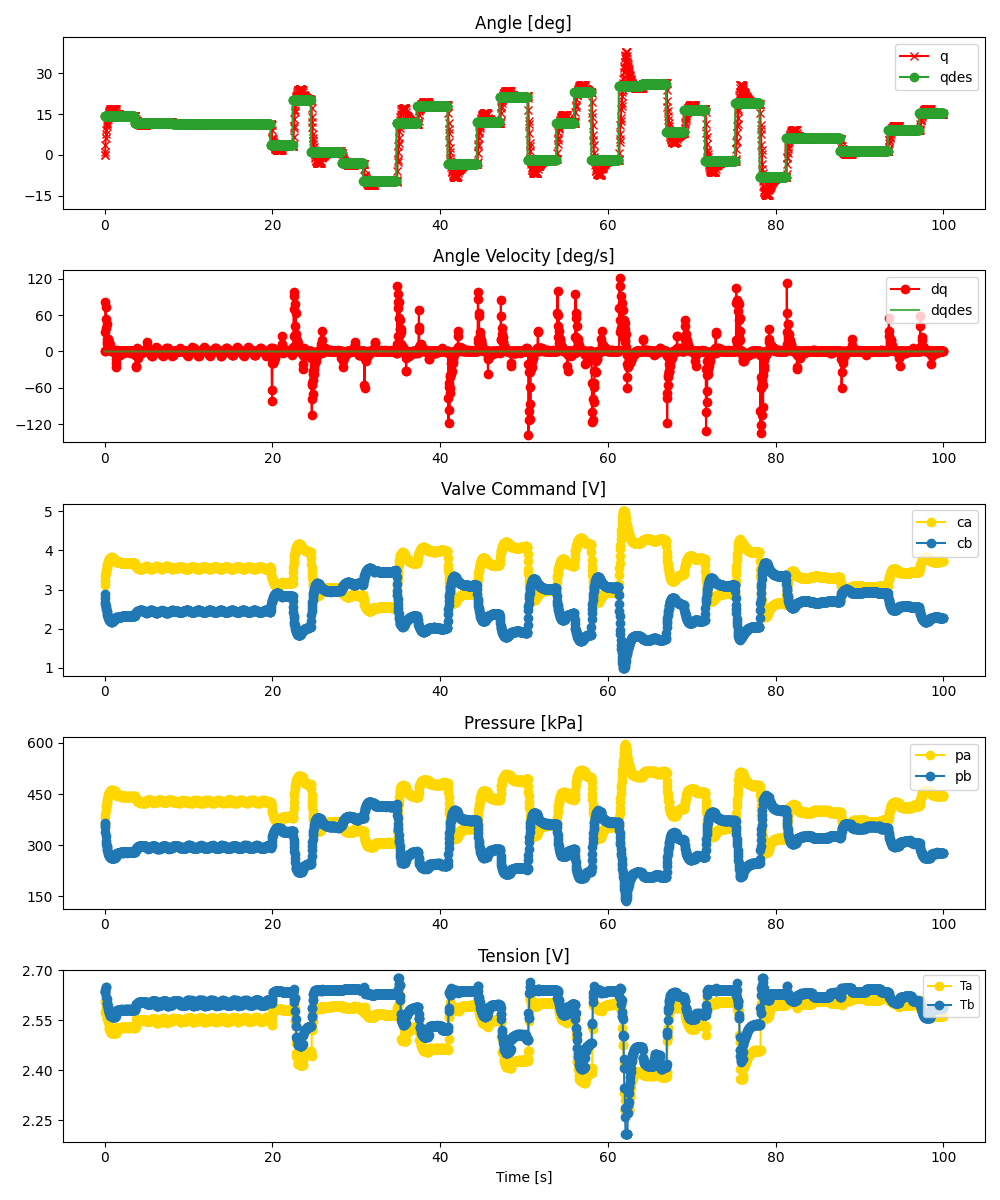 Angle [deg]
30
15
0
−15
q
qdes
0 20 40 60 80 100
Angle Velocity [deg/s]
120
60
0
−60
−120
dq
dqdes
0 20 40 60 80 100
Valve Command [V]
5
4
3
2
1
ca
cb
0 20 40 60 80 100
Pressure [kPa]
600
450
300
150
pa
pb
0 20 40 60 80 100
Tension [V]
2.70
2.55
2.40
2.25
Ta
Tb
0 20 40 60 80 100
Time [s]